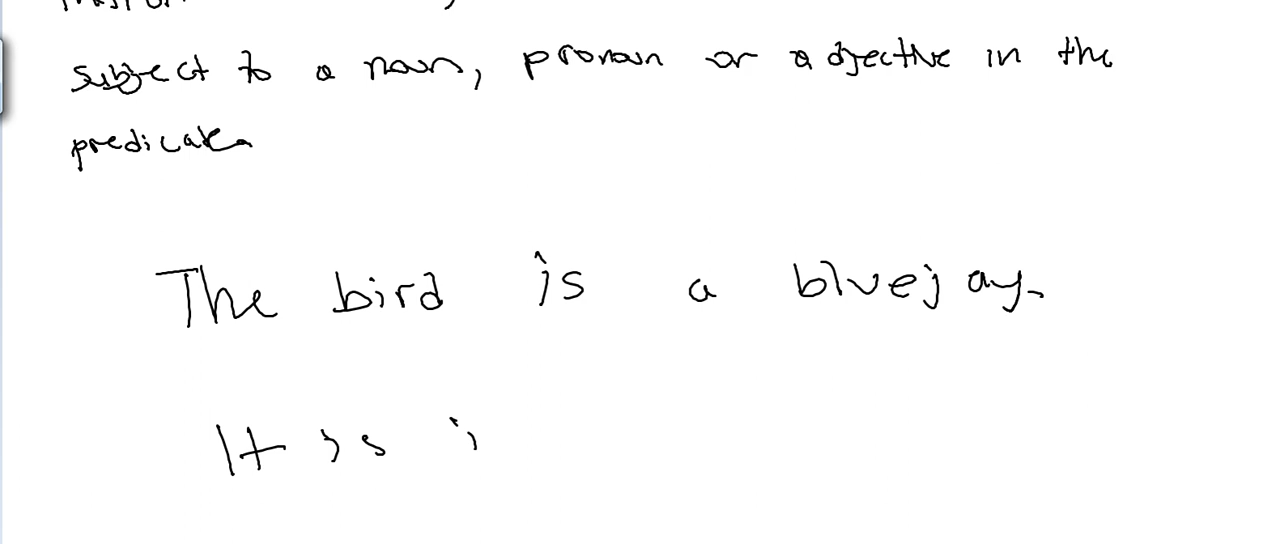 subject to a noun, pronoun or adjective in the
predicate
The bird is a bluejay.
It is i